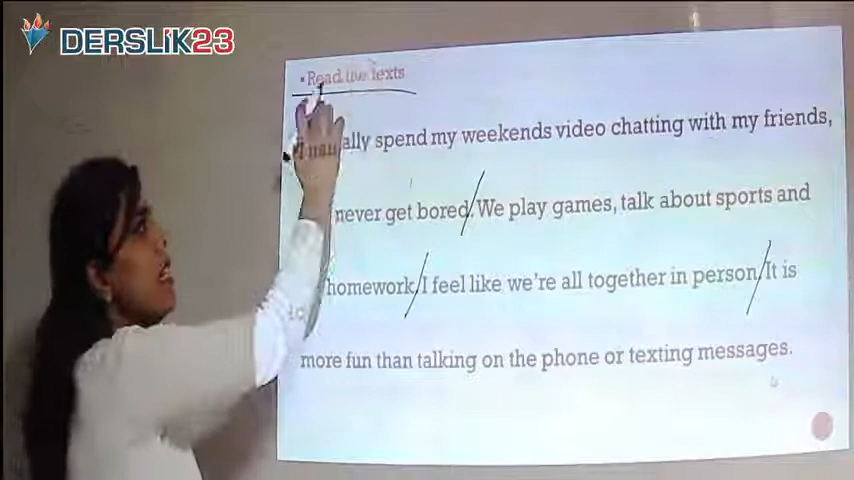 DERSLİK23
• Read the texts
ally spend my weekends video chatting with my friends,
never get bored. We play games, talk about sports and
homework. I feel like we're all together in person. It is
more fun than talking on the phone or texting messages.